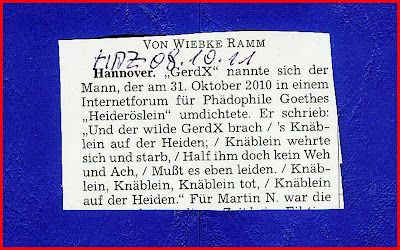 VON WIEBKE RAMM
HAZ 08.10.11
Hannover. „GerdX“ nannte sich der
Mann, der am 31. Oktober 2010 in einem
Internetforum für Phädophile Goethes
„Heideröslein“ umdichtete. Er schrieb:
„Und der wilde GerdX brach / ’s Knäb-
lein auf der Heiden; / Knäblein wehrte
sich und starb, / Half ihm doch kein Weh
und Ach, / Mußt es eben leiden. / Knäb-
lein, Knäblein, Knäblein tot, / Knäblein
auf der Heiden.“ Für Martin N. war die